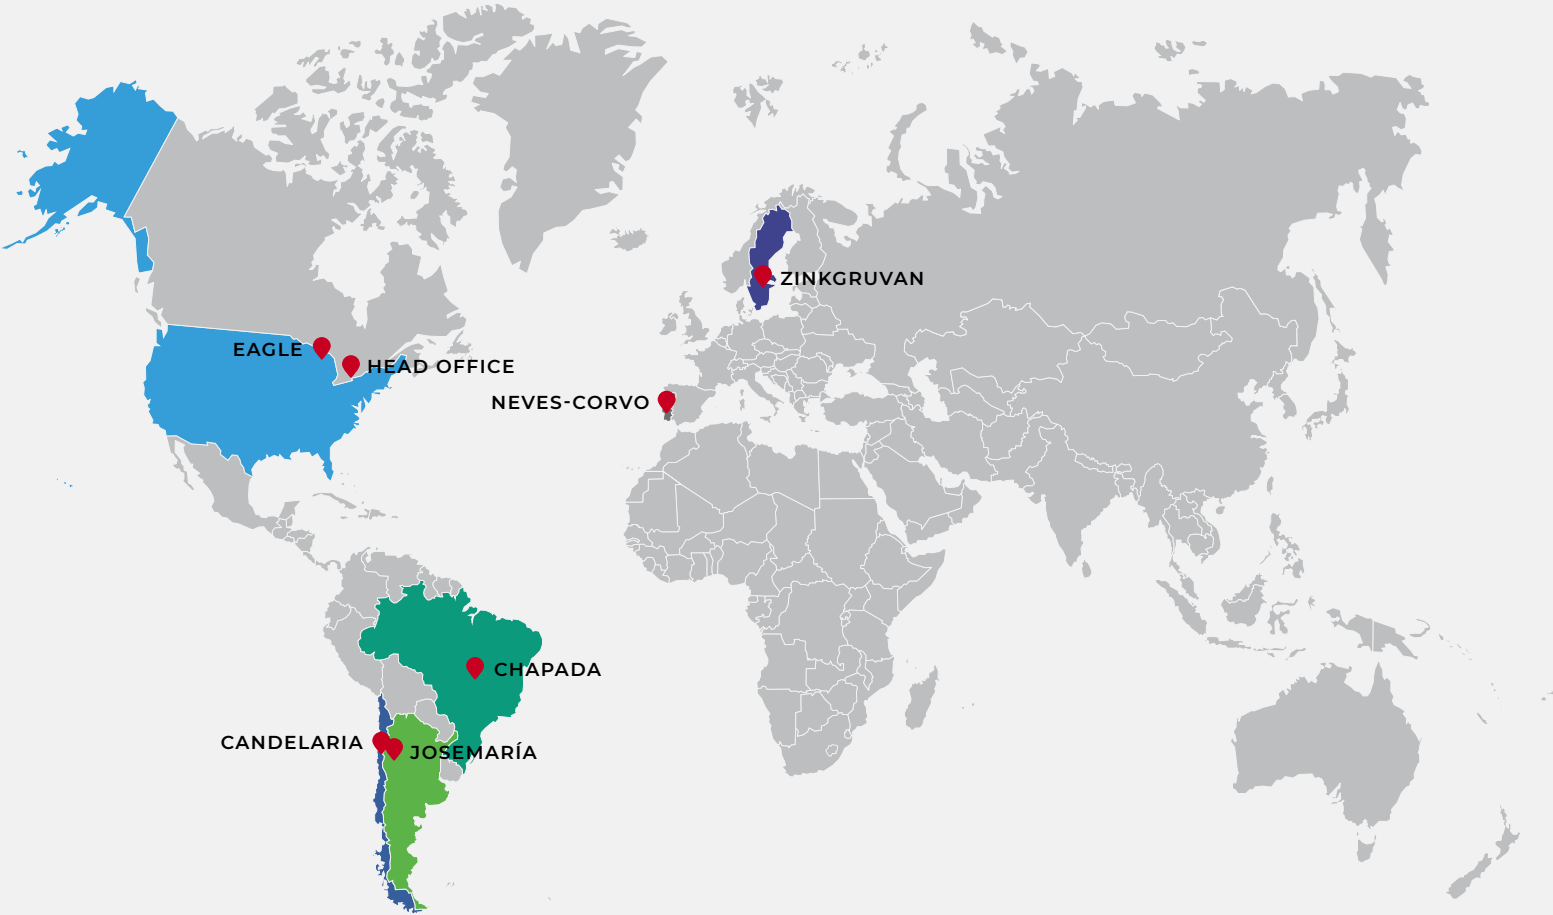 ZINKGRUVAN
EAGLE
HEAD OFFICE
NEVES-CORVO
CHAPADA
CANDELARIA
JOSEMARÍA